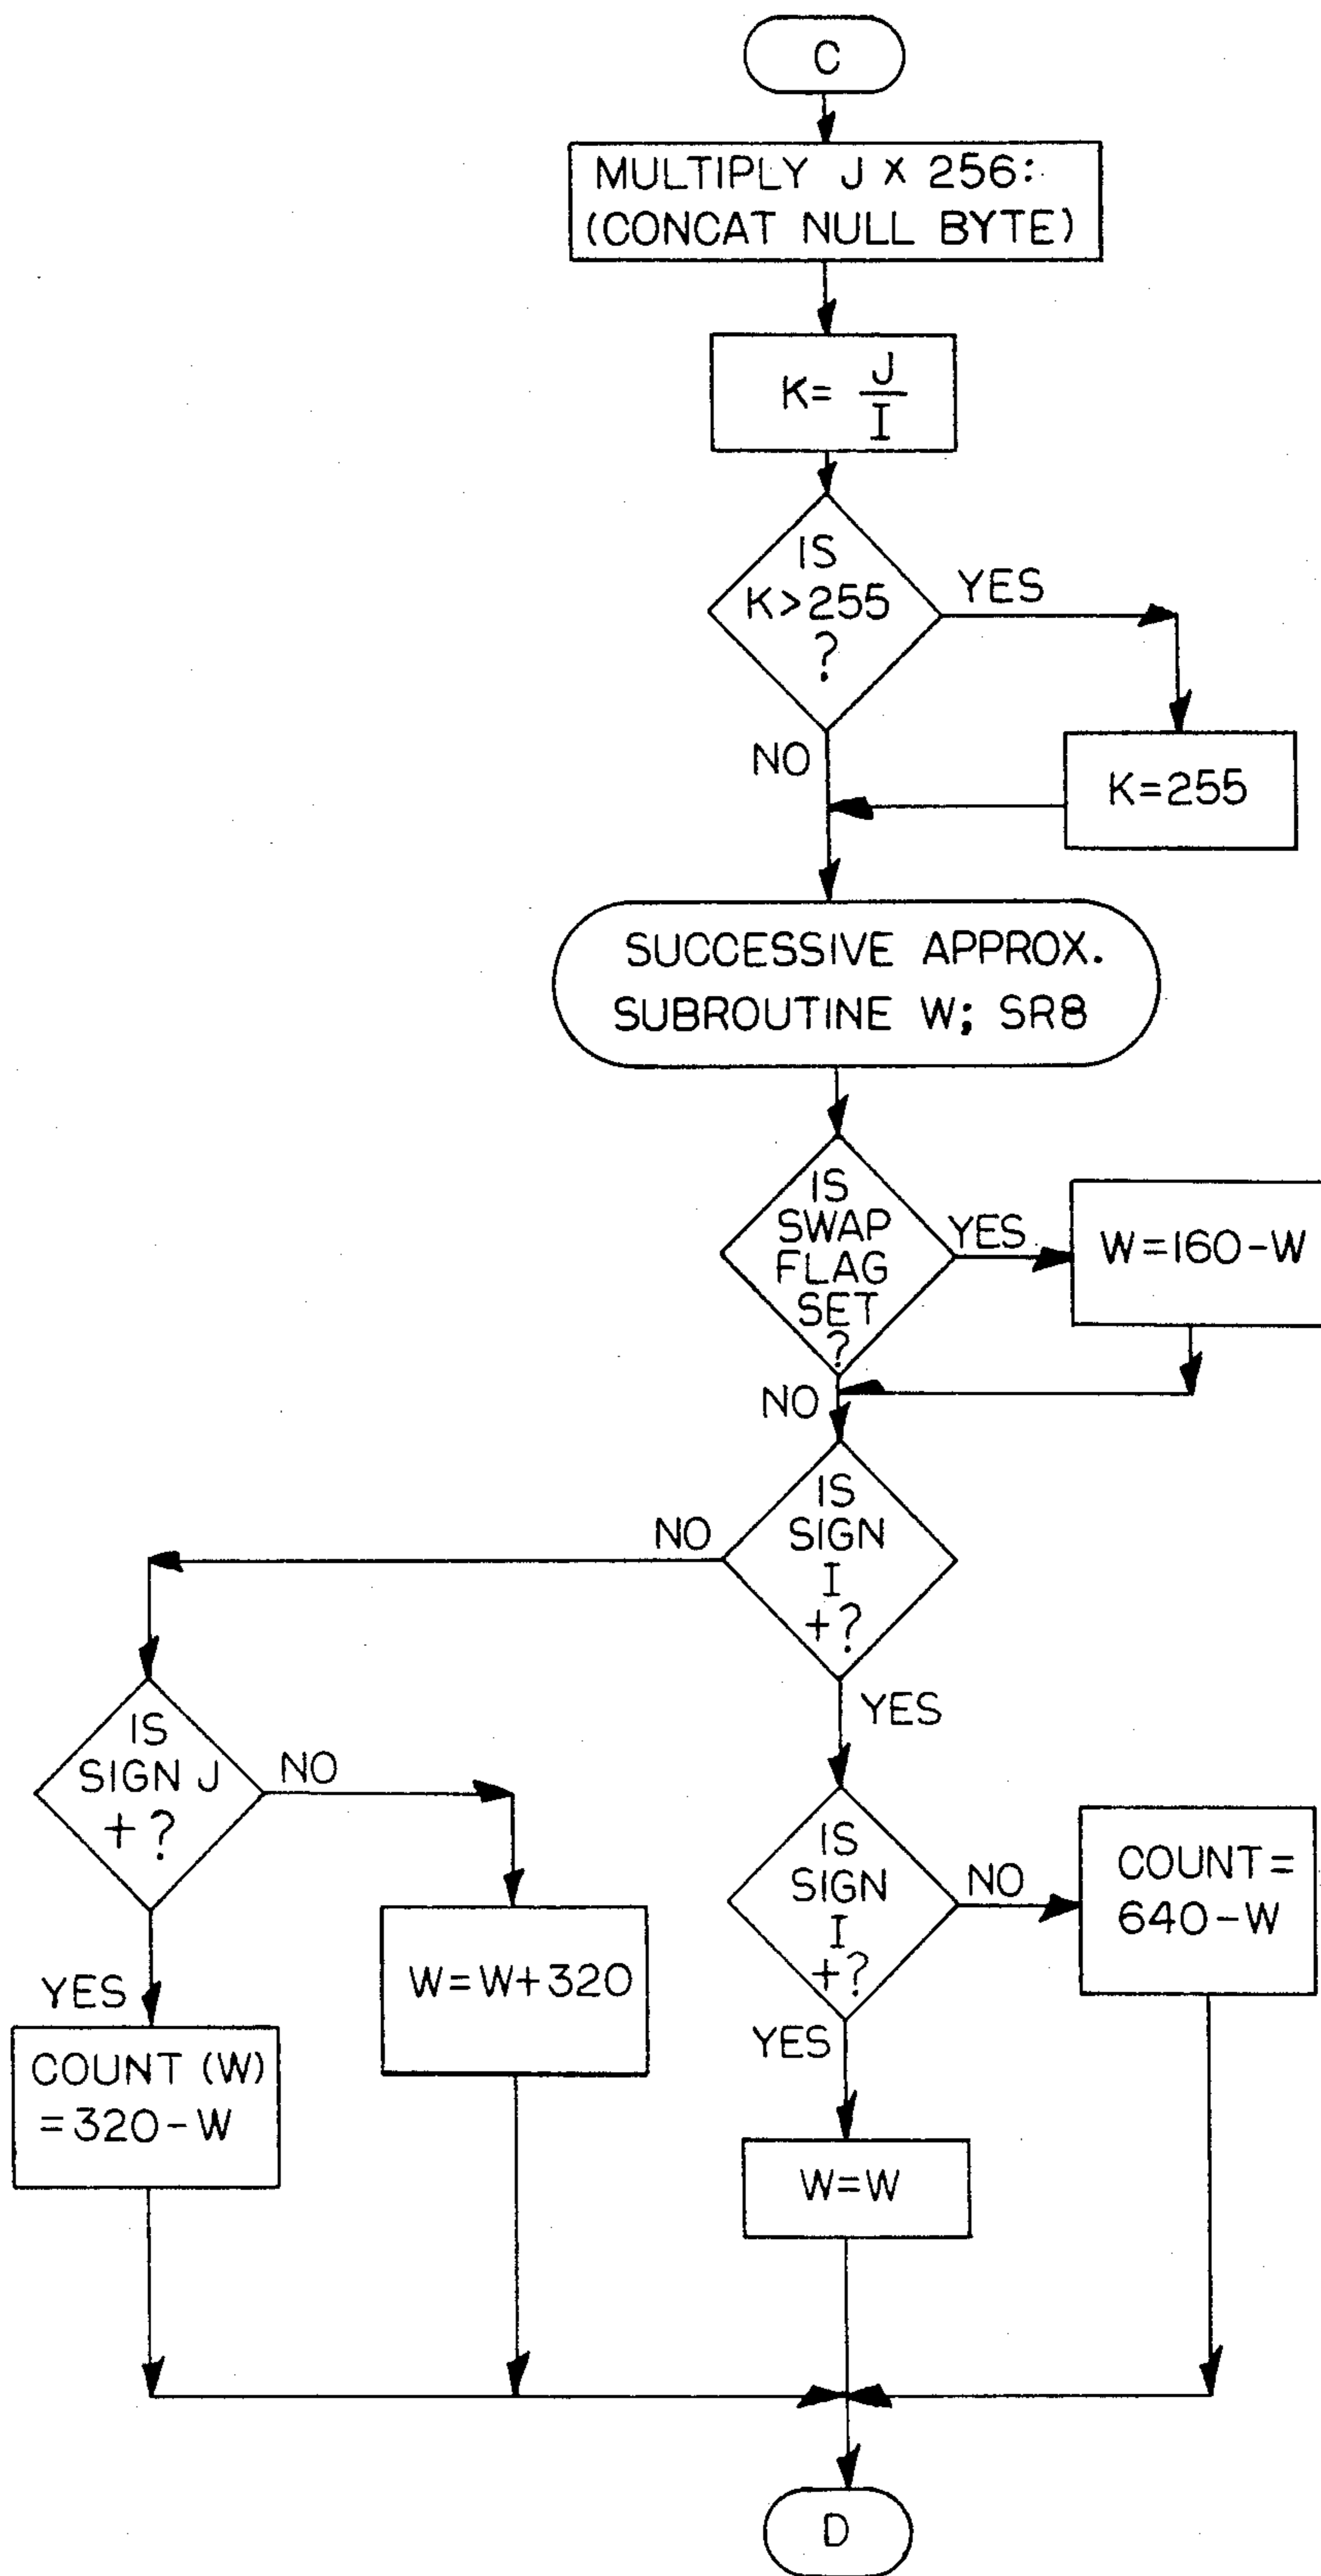 C
MULTIPLY J X 256:
(CONCAT NULL BYTE)
K= J
I
IS
K>255
?
YES
NO
K=255
SUCCESSIVE APPROX.
SUBROUTINE W; SR8
IS
SWAP
FLAG
SET
?
YES
W=160-W
NO
IS
SIGN
I
+?
NO
YES
IS
SIGN J
+?
NO
YES
W=W+320
COUNT (W)
=320-W
IS
SIGN
I
+?
NO
COUNT=
640-W
YES
W=W
D